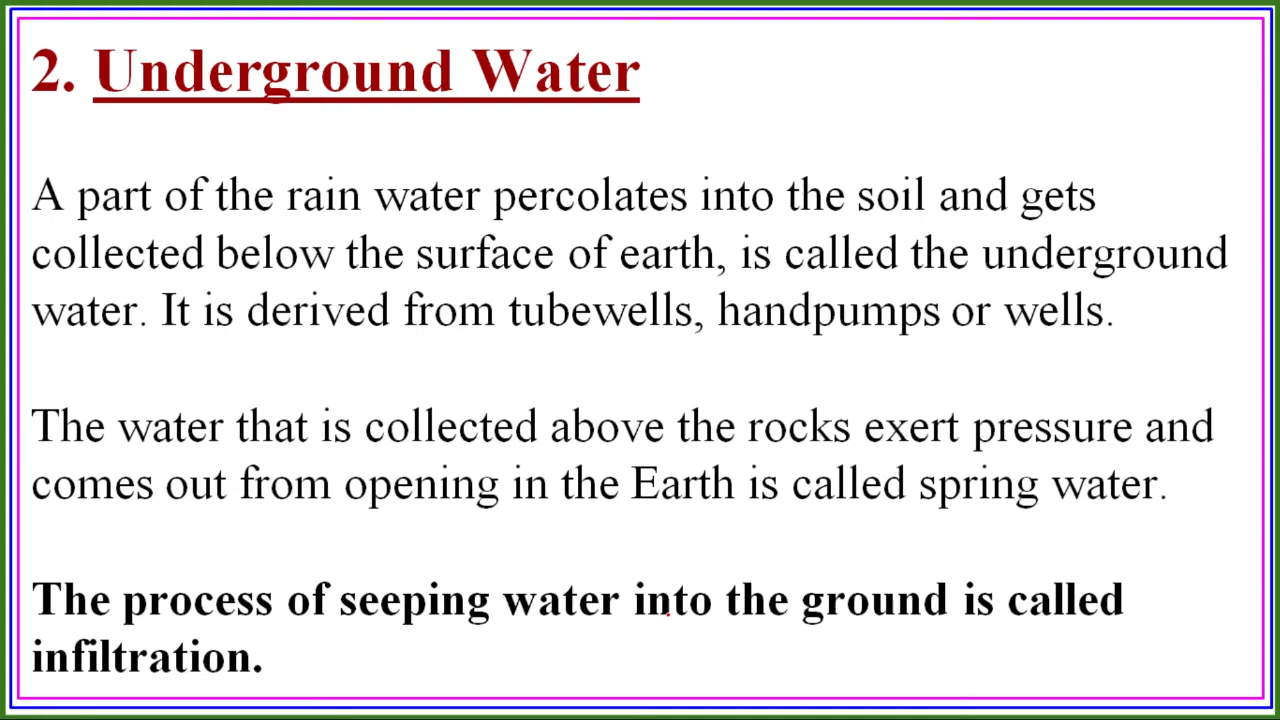 2. Underground Water
A part of the rain water percolates into the soil and gets
collected below the surface of earth, is called the underground
water. It is derived from tubewells, handpumps or wells.
The water that is collected above the rocks exert pressure and
comes out from opening in the Earth is called spring water.
The process of seeping water into the ground is called
infiltration.